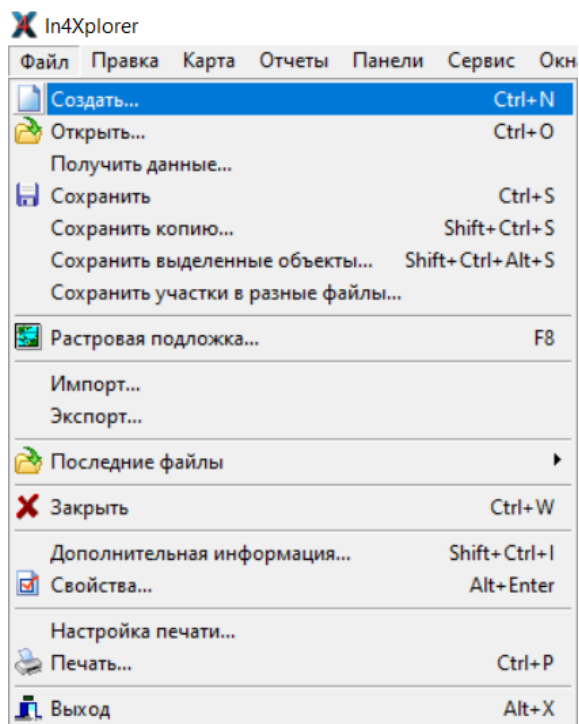 In4Xplorer
Файл Правка Карта Отчеты Панели Сервис
Создать... Ctrl+N
Открыть... Ctrl+O
Получить данные...
Сохранить Ctrl+S
Сохранить копию... Shift+Ctrl+S
Сохранить выделенные объекты... Shift+Ctrl+Alt+S
Сохранить участки в разные файлы...
Растровая подложка... F8
Импорт...
Экспорт...
Последние файлы
Закрыть Ctrl+W
Дополнительная информация... Shift+Ctrl+I
Свойства... Alt+Enter
Настройка печати...
Печать... Ctrl+P
Выход Alt+X